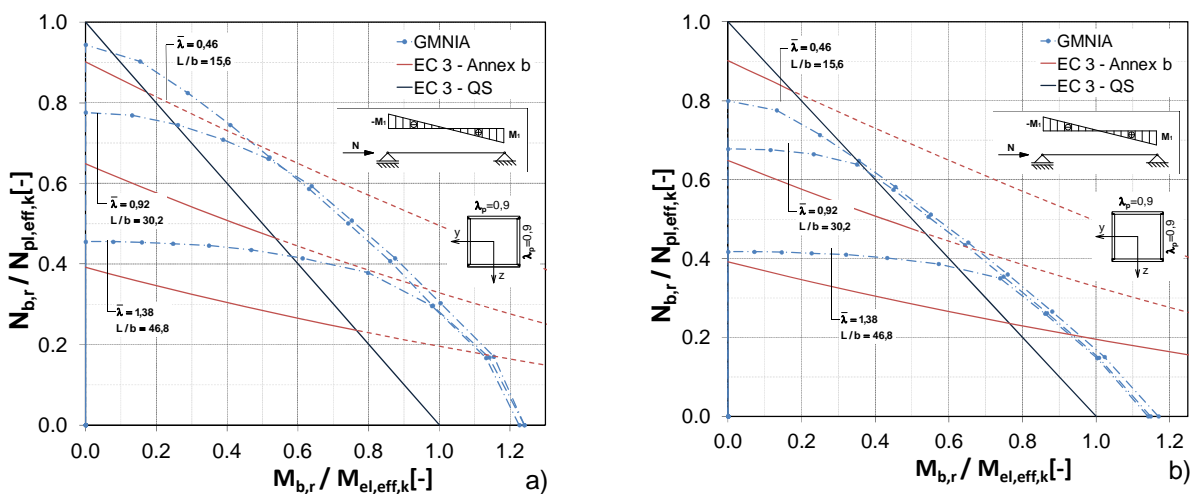 1.0
0.8
0.6
0.4
0.2
0.0
N_b,r / N_pl,eff,k[-]
0.0
0.2
0.4
0.6
0.8
1.0
1.2
M_b,r / M_el,eff,k[-]
a)
λ̄ = 0,46
L / b = 15,6
λ̄ = 0,92
L / b = 30,2
λ̄ = 1,38
L / b = 46,8
GMNIA
EC 3 - Annex b
EC 3 - QS
-M₁
M₁
N
λₚ=0,9
λₚ=0,9
y
z
1.0
0.8
0.6
0.4
0.2
0.0
N_b,r / N_pl,eff,k[-]
0.0
0.2
0.4
0.6
0.8
1.0
1.2
M_b,r / M_el,eff,k[-]
b)
λ̄ = 0,46
L / b = 15,6
λ̄ = 0,92
L / b = 30,2
λ̄ = 1,38
L / b = 46,8
GMNIA
EC 3 - Annex b
EC 3 - QS
-M₁
M₁
N
λₚ=0,9
λₚ=0,9
y
z